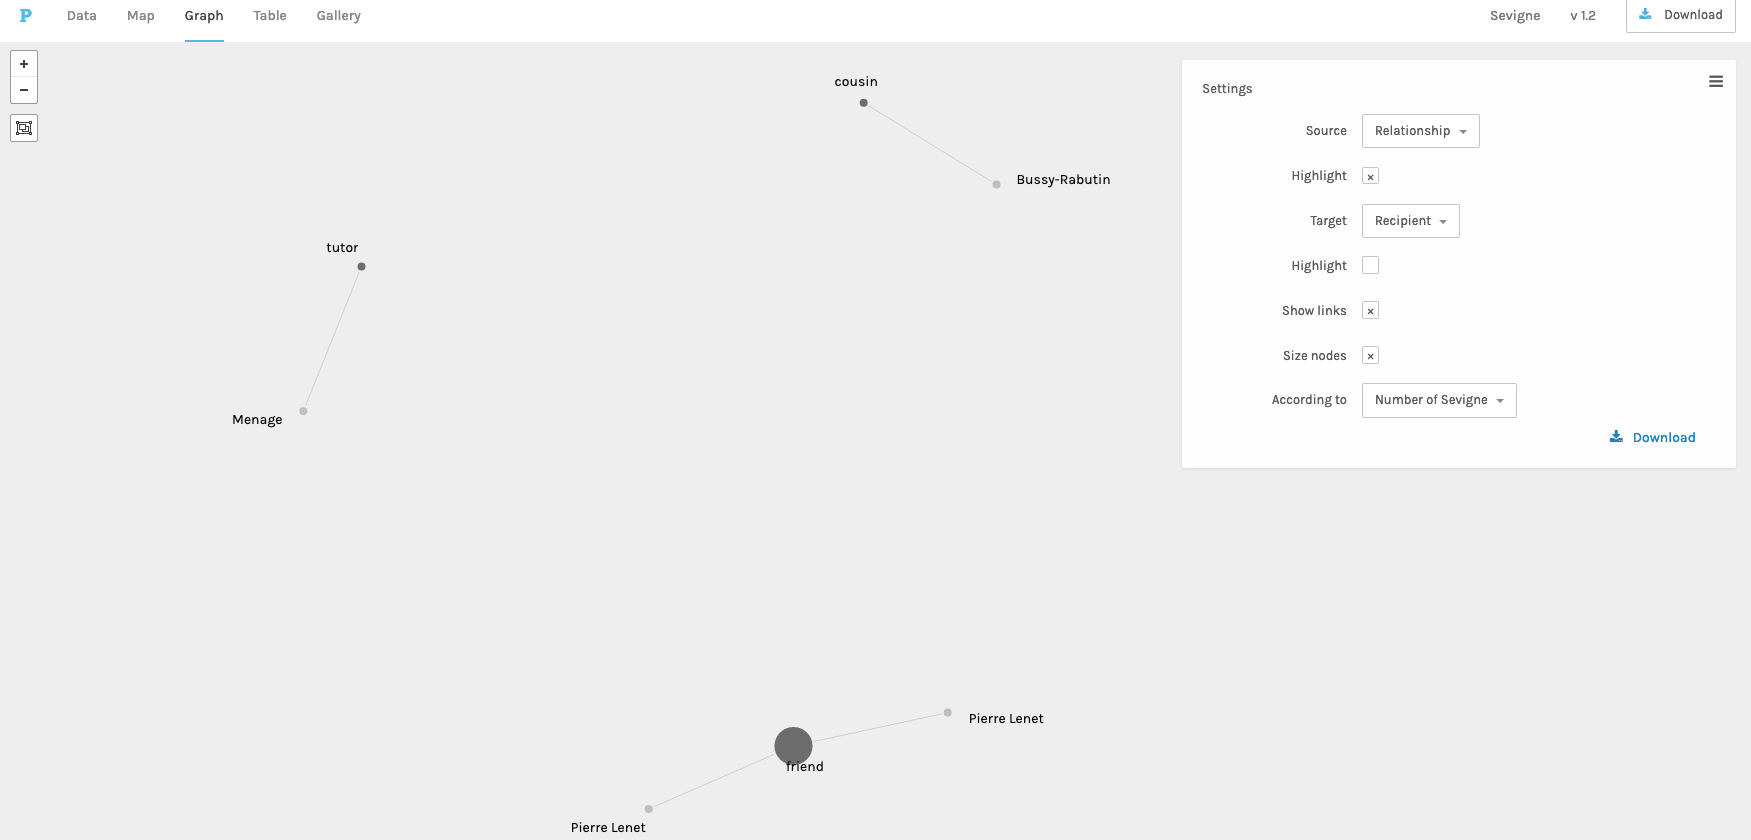 P Data Map Graph Table Gallery Sevigne v 1.2 Download
+
−
cousin
Bussy-Rabutin
tutor
Menage
Pierre Lenet
friend
Pierre Lenet
Settings
Source Relationship
Highlight ×
Target Recipient
Highlight
Show links ×
Size nodes ×
According to Number of Sevigne
Download